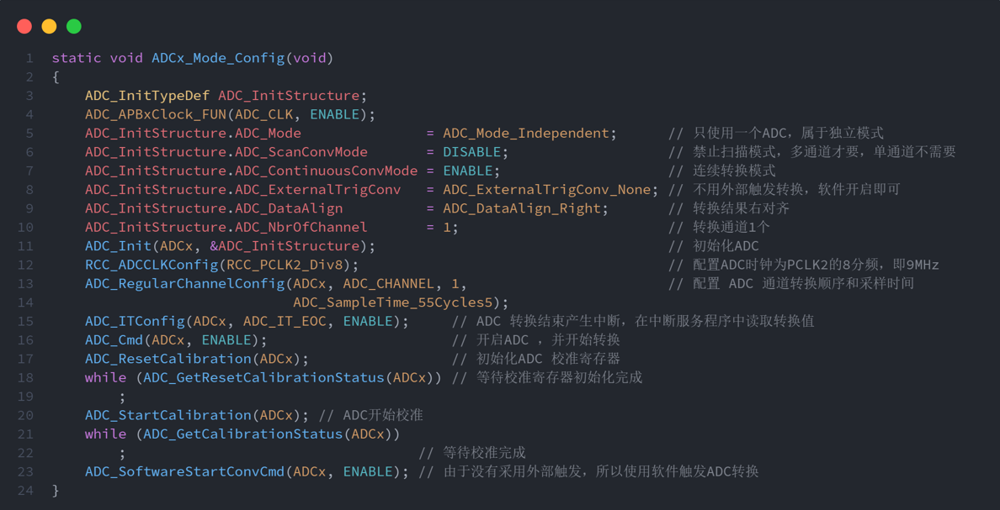 1 static void ADCx_Mode_Config(void)
2 {
3     ADC_InitTypeDef ADC_InitStructure;
4     ADC_APBxClock_FUN(ADC_CLK, ENABLE);
5     ADC_InitStructure.ADC_Mode               = ADC_Mode_Independent;      // 只使用一个ADC，属于独立模式
6     ADC_InitStructure.ADC_ScanConvMode       = DISABLE;                   // 禁止扫描模式，多通道才要，单通道不需要
7     ADC_InitStructure.ADC_ContinuousConvMode = ENABLE;                    // 连续转换模式
8     ADC_InitStructure.ADC_ExternalTrigConv   = ADC_ExternalTrigConv_None; // 不用外部触发转换，软件开启即可
9     ADC_InitStructure.ADC_DataAlign          = ADC_DataAlign_Right;       // 转换结果右对齐
10     ADC_InitStructure.ADC_NbrOfChannel       = 1;                         // 转换通道1个
11     ADC_Init(ADCx, &ADC_InitStructure);                                   // 初始化ADC
12     RCC_ADCCLKConfig(RCC_PCLK2_Div8);                                     // 配置ADC时钟为PCLK2的8分频，即9MHz
13     ADC_RegularChannelConfig(ADCx, ADC_CHANNEL, 1,                        // 配置 ADC 通道转换顺序和采样时间
14                              ADC_SampleTime_55Cycles5);
15     ADC_ITConfig(ADCx, ADC_IT_EOC, ENABLE);     // ADC 转换结束产生中断，在中断服务程序中读取转换值
16     ADC_Cmd(ADCx, ENABLE);                      // 开启ADC ，并开始转换
17     ADC_ResetCalibration(ADCx);                 // 初始化ADC 校准寄存器
18     while (ADC_GetResetCalibrationStatus(ADCx)) // 等待校准寄存器初始化完成
19         ;
20     ADC_StartCalibration(ADCx); // ADC开始校准
21     while (ADC_GetCalibrationStatus(ADCx))
22         ;                                   // 等待校准完成
23     ADC_SoftwareStartConvCmd(ADCx, ENABLE); // 由于没有采用外部触发，所以使用软件触发ADC转换
24 }